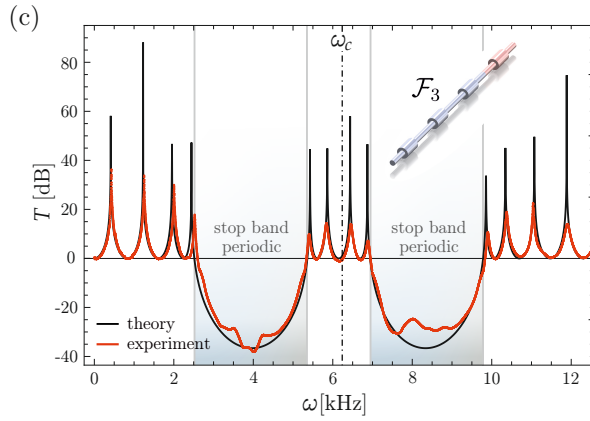 (c)
ω_c
ℱ₃
80
60
40
20
0
-20
-40
T [dB]
stop band
periodic
stop band
periodic
theory
experiment
0
2
4
6
8
10
12
ω[kHz]